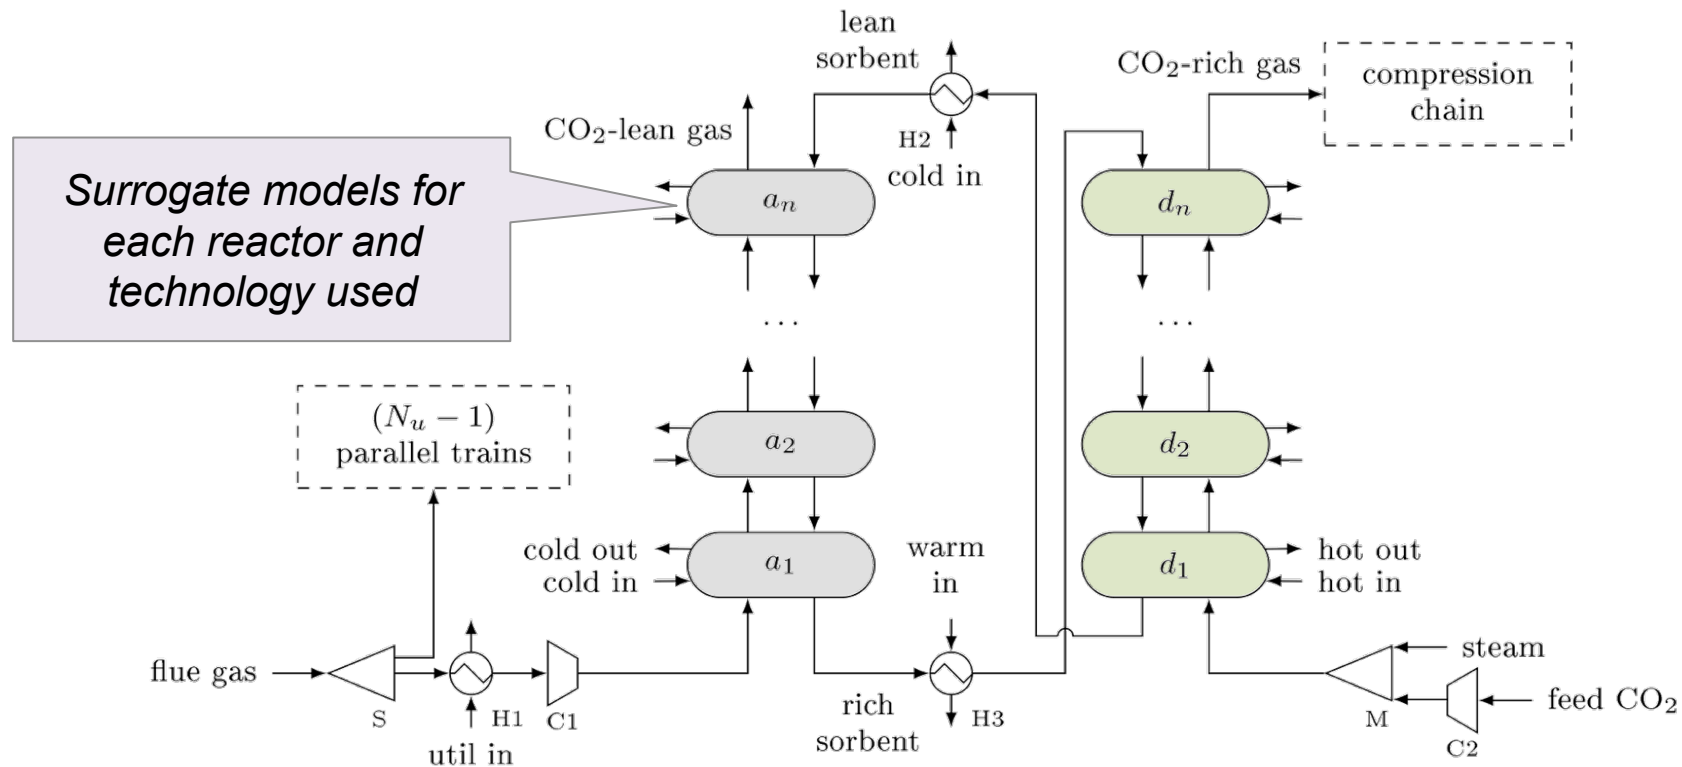 lean
sorbent
CO₂-rich gas
compression
chain
CO₂-lean gas
H2
cold in
Surrogate models for
each reactor and
technology used
aₙ
dₙ
...
...
(Nᵤ − 1)
parallel trains
a₂
d₂
cold out
cold in
a₁
warm
in
d₁
hot out
hot in
flue gas
S
H1
util in
C1
rich
sorbent
H3
steam
feed CO₂
M
C2